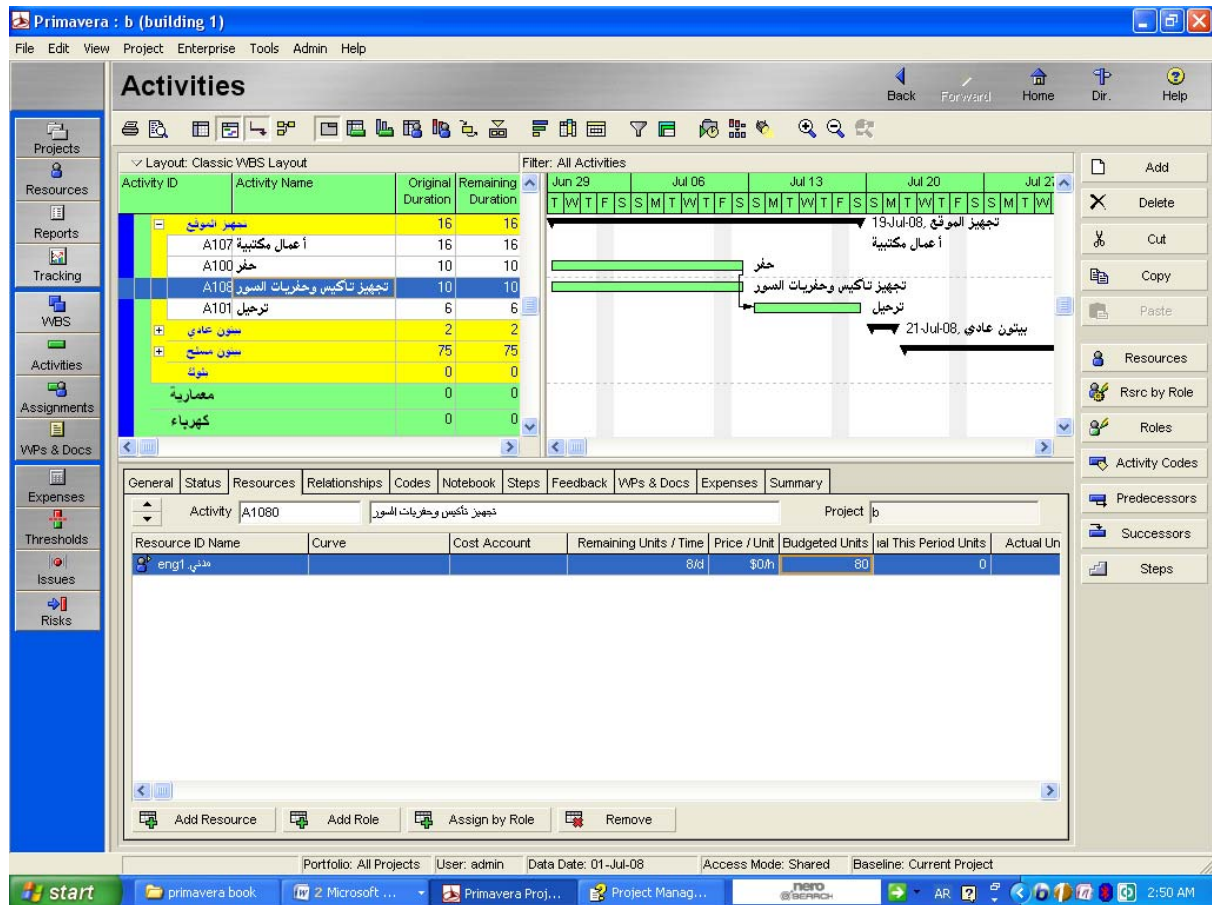 Primavera : b (building 1)
File Edit View Project Enterprise Tools Admin Help
Activities
Back Forward Home Dir. Help
Projects
Resources
Reports
Tracking
WBS
Activities
Assignments
WPs & Docs
Expenses
Thresholds
Issues
Risks
Layout: Classic WBS Layout Filter: All Activities
Activity ID Activity Name Original Duration Remaining Duration
Jun 29 Jul 06 Jul 13 Jul 20 Jul 27
T W T F S S M T W T F S S M T W T F S S M T W T F S S M T W
تجهيز الموقع 16 16
A107 أعمال مكتبية 16 16
A100 حفر 10 10
A108 تجهيز تاكيس وحفريات السور 10 10
A101 ترحيل 6 6
بيتون عادي 2 2
بيتون مسلح 75 75
بلوك 0 0
معمارية 0 0
كهرباء 0 0
تجهيز الموقع ,19-Jul-08
أعمال مكتبية
حفر
تجهيز تاكيس وحفريات السور
ترحيل
بيتون عادي ,21-Jul-08
Add
Delete
Cut
Copy
Paste
Resources
Rsrc by Role
Roles
Activity Codes
Predecessors
Successors
Steps
General Status Resources Relationships Codes Notebook Steps Feedback WPs & Docs Expenses Summary
Activity A1080 تجهيز تأكيس وحفريات السور Project b
Resource ID Name Curve Cost Account Remaining Units / Time Price / Unit Budgeted Units ial This Period Units Actual Un
eng1.مدني 8/d $0/h 80 0
Add Resource Add Role Assign by Role Remove
Portfolio: All Projects User: admin Data Date: 01-Jul-08 Access Mode: Shared Baseline: Current Project
start primavera book 2 Microsoft ... Primavera Proj... Project Manag... nero SEARCH AR 2:50 AM